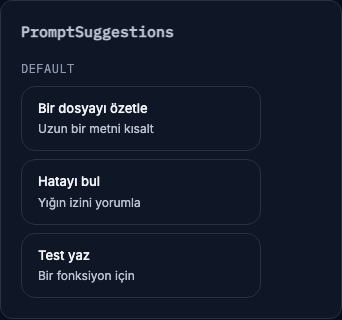 PromptSuggestions
DEFAULT
Bir dosyayı özetle
Uzun bir metni kısalt
Hatayı bul
Yığın izini yorumla
Test yaz
Bir fonksiyon için